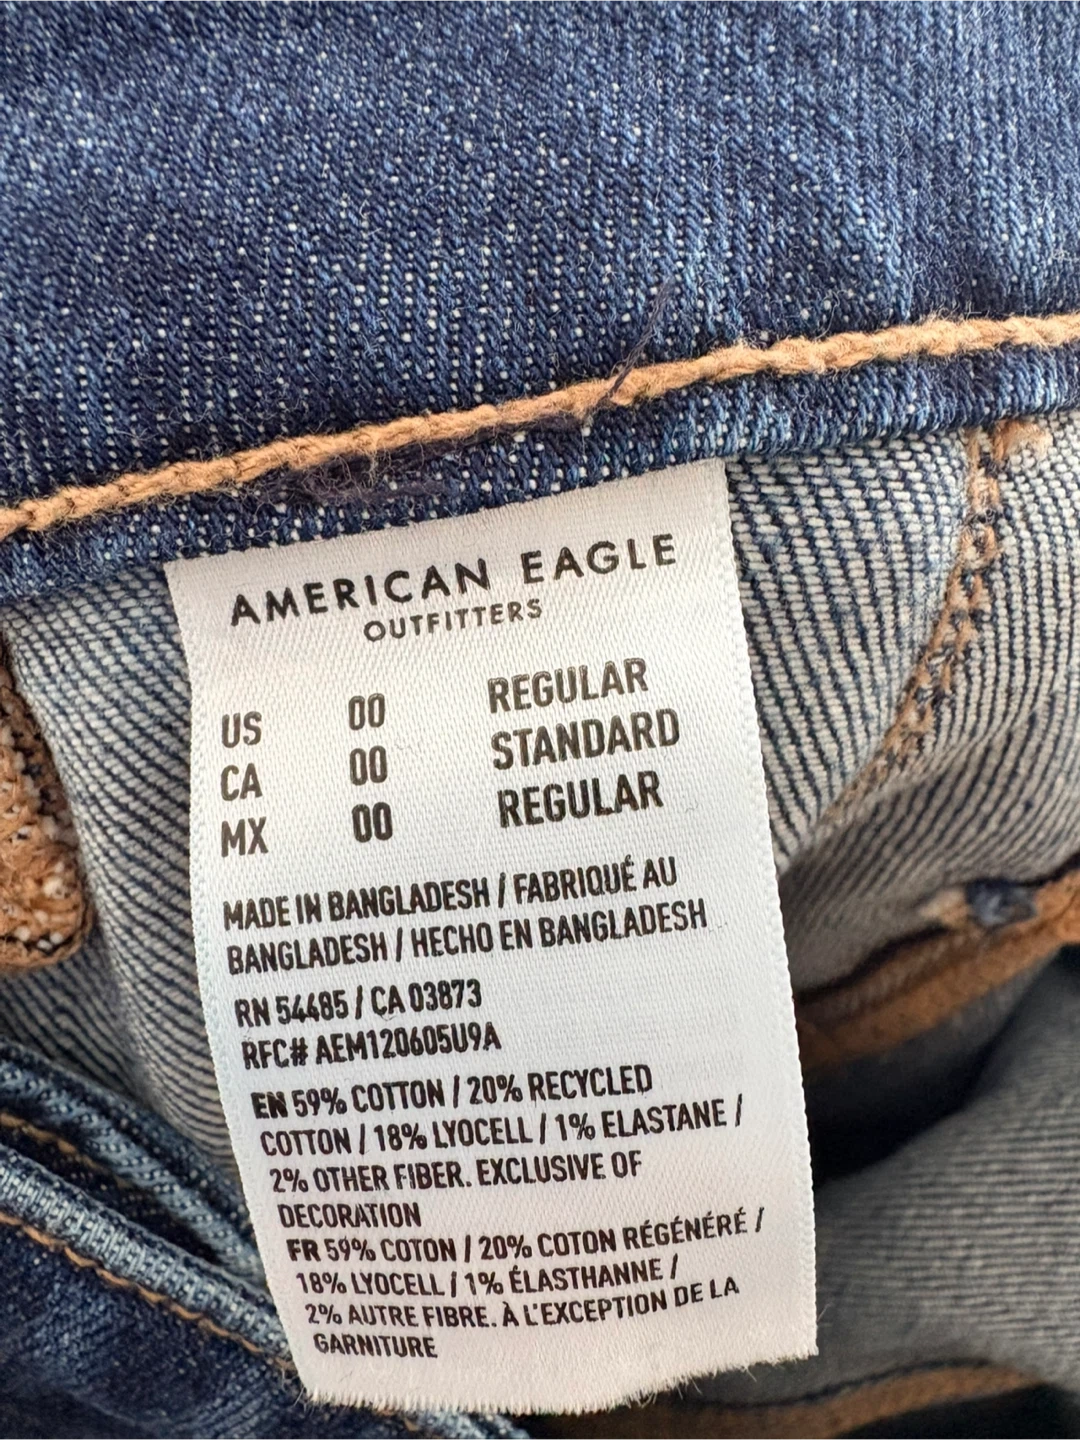 AMERICAN EAGLE
OUTFITTERS
US 00 REGULAR
CA 00 STANDARD
MX 00 REGULAR
MADE IN BANGLADESH / FABRIQUÉ AU
BANGLADESH / HECHO EN BANGLADESH
RN 54485 / CA 03873
RFC# AEM120605U9A
EN 59% COTTON / 20% RECYCLED
COTTON / 18% LYOCELL / 1% ELASTANE /
2% OTHER FIBER. EXCLUSIVE OF
DECORATION
FR 59% COTON / 20% COTON RÉGÉNÉRÉ /
18% LYOCELL / 1% ÉLASTHANNE /
2% AUTRE FIBRE. À L'EXCEPTION DE LA
GARNITURE